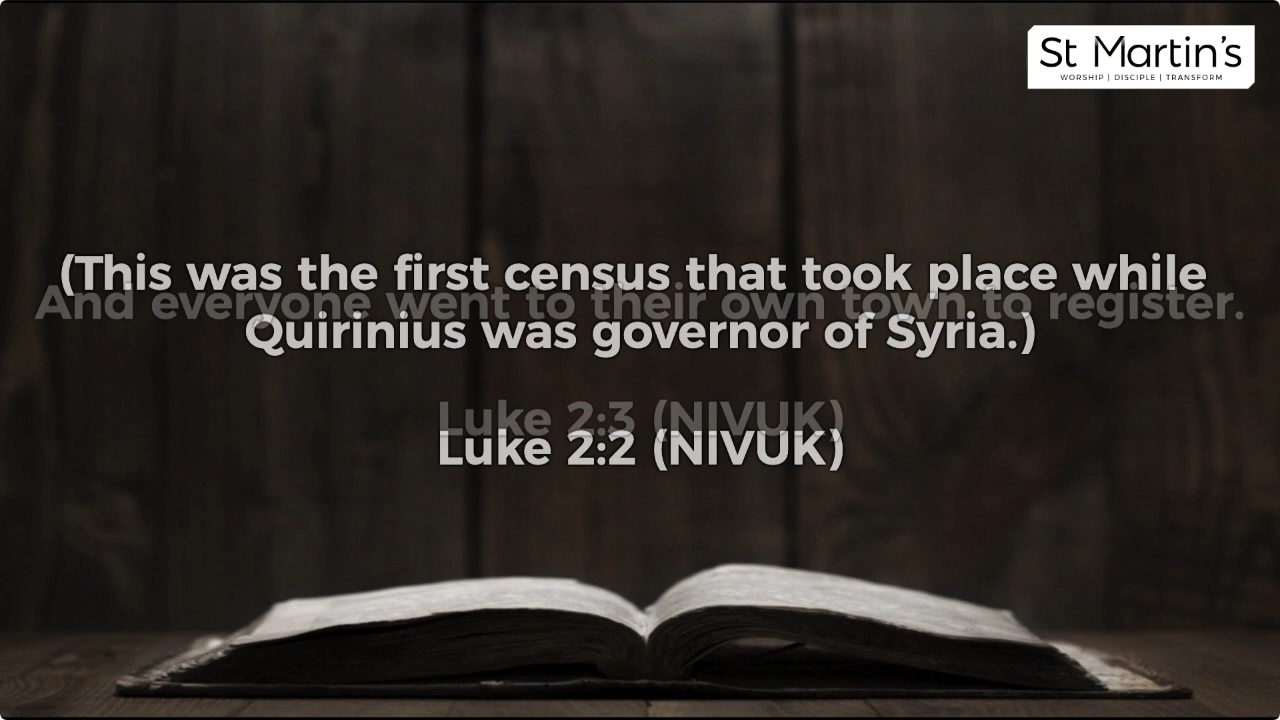 St Martin's
WORSHIP | DISCIPLE | TRANSFORM
(This was the first census that took place while
And everyone went to their own town to register.
Quirinius was governor of Syria.)
Luke 2:3 (NIVUK)
Luke 2:2 (NIVUK)